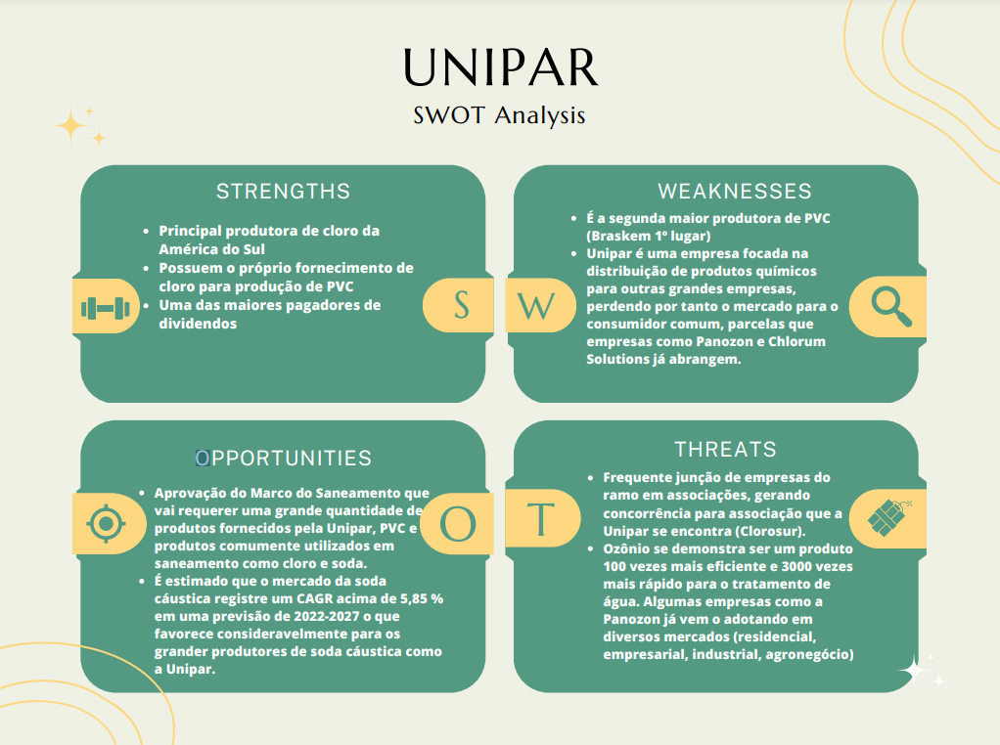 UNIPAR
SWOT Analysis
STRENGTHS
• Principal produtora de cloro da
América do Sul
• Possuem o próprio fornecimento de
cloro para produção de PVC
• Uma das maiores pagadores de
dividendos
S
WEAKNESSES
• É a segunda maior produtora de PVC
(Braskem 1º lugar)
• Unipar é uma empresa focada na
distribuição de produtos químicos
para outras grandes empresas,
perdendo por tanto o mercado para o
consumidor comum, parcelas que
empresas como Panozon e Chlorum
Solutions já abrangem.
W
OPPORTUNITIES
• Aprovação do Marco do Saneamento que
vai requerer uma grande quantidade de
produtos fornecidos pela Unipar, PVC e
produtos comumente utilizados em
saneamento como cloro e soda.
• É estimado que o mercado da soda
cáustica registre um CAGR acima de 5,85 %
em uma previsão de 2022-2027 o que
favorece consideravelmente para os
grander produtores de soda cáustica como
a Unipar.
O
THREATS
• Frequente junção de empresas do
ramo em associações, gerando
concorrência para associação que a
Unipar se encontra (Clorosur).
• Ozônio se demonstra ser um produto
100 vezes mais eficiente e 3000 vezes
mais rápido para o tratamento de
água. Algumas empresas como a
Panozon já vem o adotando em
diversos mercados (residencial,
empresarial, industrial, agronegócio)
T